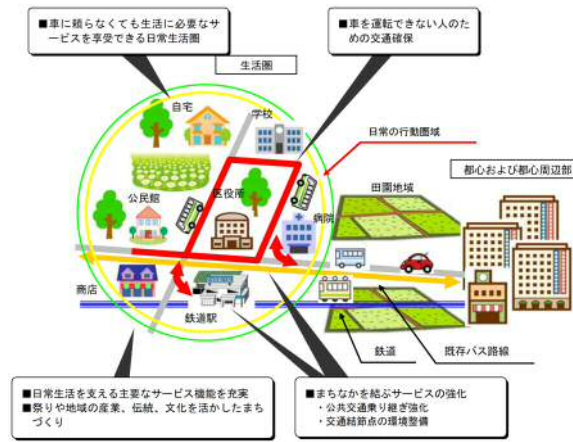 ■車に頼らなくても生活に必要なサ
ービスを享受できる日常生活圏
■車を運転できない人のた
めの交通確保
生活圏
自宅
学校
日常の行動圏域
都心および都心周辺部
公民館
区役所
病院
田園地域
商店
鉄道駅
鉄道
既存バス路線
■日常生活を支える主要なサービス機能を充実
■祭りや地域の産業、伝統、文化を活かしたまち
づくり
■まちなかを結ぶサービスの強化
・公共交通乗り継ぎ強化
・交通結節点の環境整備